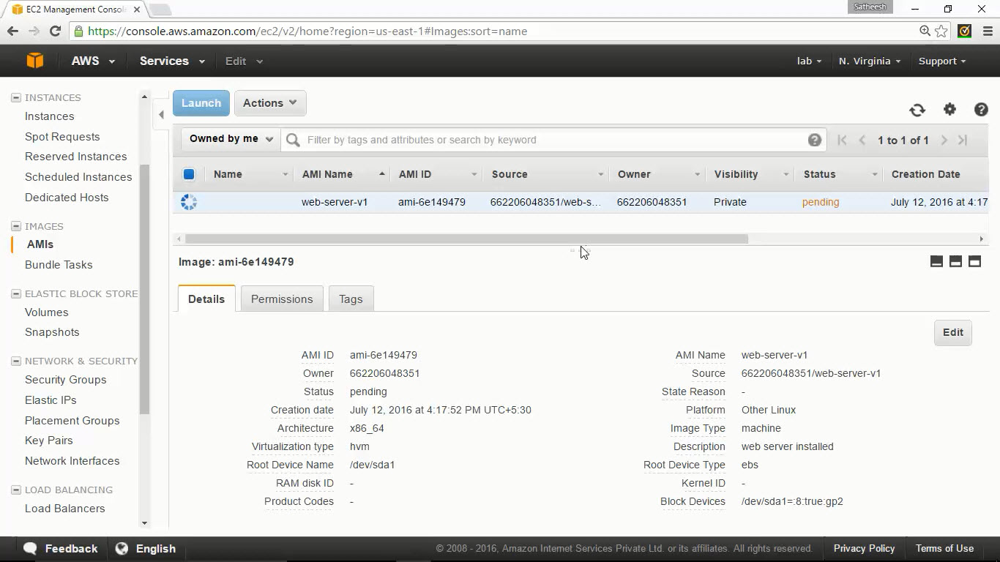 EC2 Management Consol
Satheesh
https://console.aws.amazon.com/ec2/v2/home?region=us-east-1#Images:sort=name
AWS Services Edit lab N. Virginia Support
INSTANCES
Instances
Spot Requests
Reserved Instances
Scheduled Instances
Dedicated Hosts
IMAGES
AMIs
Bundle Tasks
ELASTIC BLOCK STORE
Volumes
Snapshots
NETWORK & SECURITY
Security Groups
Elastic IPs
Placement Groups
Key Pairs
Network Interfaces
LOAD BALANCING
Load Balancers
Launch Actions
Owned by me Filter by tags and attributes or search by keyword 1 to 1 of 1
Name AMI Name AMI ID Source Owner Visibility Status Creation Date
web-server-v1 ami-6e149479 662206048351/web-s... 662206048351 Private pending July 12, 2016 at 4:17
Image: ami-6e149479
Details Permissions Tags
Edit
AMI ID ami-6e149479 AMI Name web-server-v1
Owner 662206048351 Source 662206048351/web-server-v1
Status pending State Reason -
Creation date July 12, 2016 at 4:17:52 PM UTC+5:30 Platform Other Linux
Architecture x86_64 Image Type machine
Virtualization type hvm Description web server installed
Root Device Name /dev/sda1 Root Device Type ebs
RAM disk ID - Kernel ID -
Product Codes - Block Devices /dev/sda1=:8:true:gp2
Feedback English © 2008 - 2016, Amazon Internet Services Private Ltd. or its affiliates. All rights reserved. Privacy Policy Terms of Use